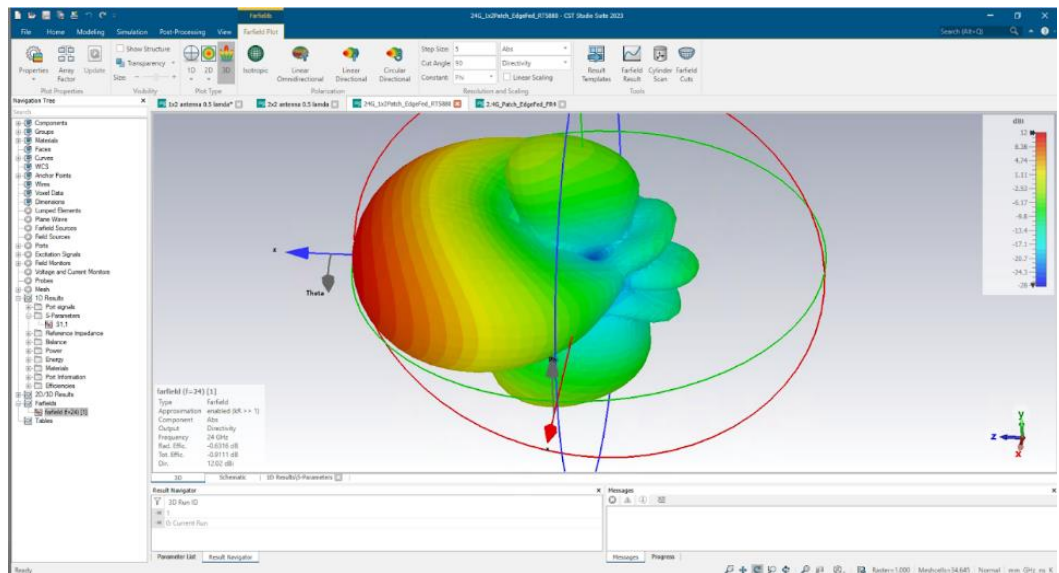 Farfields
24G_1x2Patch_EdgeFed_RT5880 - CST Studio Suite 2023
File Home Modeling Simulation Post-Processing View Farfield Plot
Search (Alt+Q)
Properties Array Factor Update
Show Structure
Transparency
Size:
1D 2D 3D
Isotropic Linear Omnidirectional Linear Directional Circular Directional
Step Size: 5 Abs
Cut Angle: 90 Directivity
Constant: Phi Linear Scaling
Result Templates Farfield Result Cylinder Scan Farfield Cuts
Plot Properties Visibility Plot Type Polarization Resolution and Scaling Tools
Navigation Tree
Search
1x2 antenna 0.5 lamda* 2x2 antenna 0.5 lamda 24G_1x2Patch_EdgeFed_RT5880 2.4G_Patch_EdgeFed_FR4
Components
Groups
Materials
Faces
Curves
WCS
Anchor Points
Wires
Voxel Data
Dimensions
Lumped Elements
Plane Wave
Farfield Sources
Field Sources
Ports
Excitation Signals
Field Monitors
Voltage and Current Monitors
Probes
Mesh
1D Results
Port signals
S-Parameters
S1,1
Reference Impedance
Balance
Power
Energy
Materials
Port Information
Efficiencies
2D/3D Results
Farfields
farfield (f=24) [1]
Tables
dBi
12
8.38
4.74
1.11
-2.52
-6.17
-9.8
-13.4
-17.1
-20.7
-24.3
-28
Theta
Phi
farfield (f=24) [1]
Type Farfield
Approximation enabled (kR >> 1)
Component Abs
Output Directivity
Frequency 24 GHz
Rad. Effic. -0.6316 dB
Tot. Effic. -0.9111 dB
Dir. 12.02 dBi
y
z
x
3D Schematic 1D Results\S-Parameters
Result Navigator
3D Run ID
1
0: Current Run
Parameter List Result Navigator
Messages
Messages Progress
Ready
Raster=1.000 Meshcells=34,645 Normal mm GHz ns K